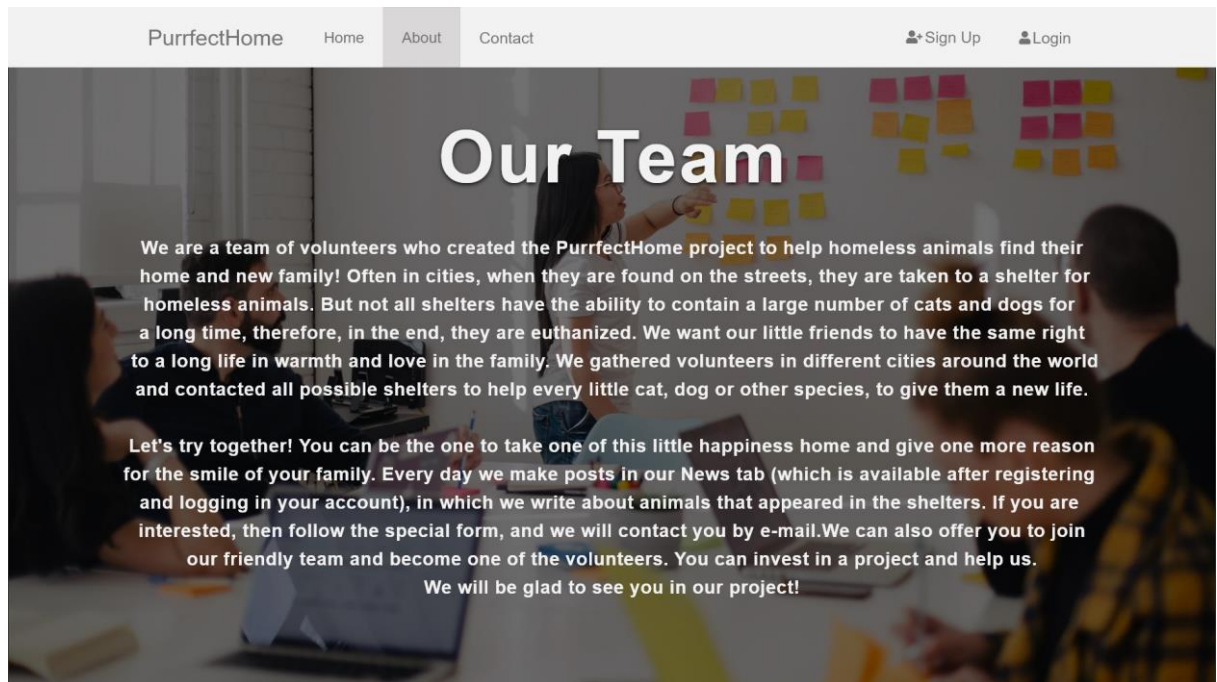 PurrfectHome Home About Contact Sign Up Login
Our Team
We are a team of volunteers who created the PurrfectHome project to help homeless animals find their
home and new family! Often in cities, when they are found on the streets, they are taken to a shelter for
homeless animals. But not all shelters have the ability to contain a large number of cats and dogs for
a long time, therefore, in the end, they are euthanized. We want our little friends to have the same right
to a long life in warmth and love in the family. We gathered volunteers in different cities around the world
and contacted all possible shelters to help every little cat, dog or other species, to give them a new life.
Let's try together! You can be the one to take one of this little happiness home and give one more reason
for the smile of your family. Every day we make posts in our News tab (which is available after registering
and logging in your account), in which we write about animals that appeared in the shelters. If you are
interested, then follow the special form, and we will contact you by e-mail.We can also offer you to join
our friendly team and become one of the volunteers. You can invest in a project and help us.
We will be glad to see you in our project!